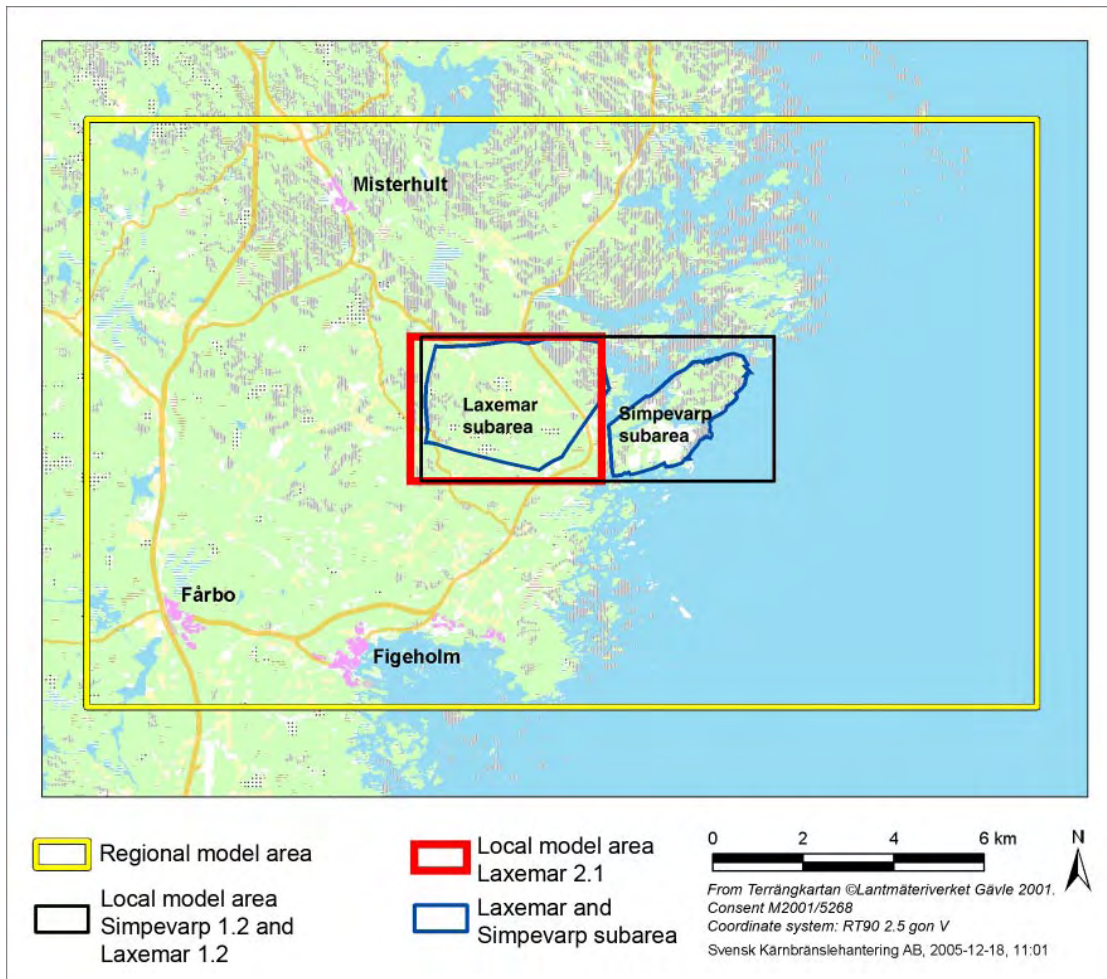 Misterhult
Laxemar
subarea
Simpevarp
subarea
Fårbo
Figeholm
Regional model area
Local model area
Simpevarp 1.2 and
Laxemar 1.2
Local model area
Laxemar 2.1
Laxemar and
Simpevarp subarea
0 2 4 6 km
N
From Terrängkartan ©Lantmäteriverket Gävle 2001.
Consent M2001/5268
Coordinate system: RT90 2.5 gon V
Svensk Kärnbränslehantering AB, 2005-12-18, 11:01